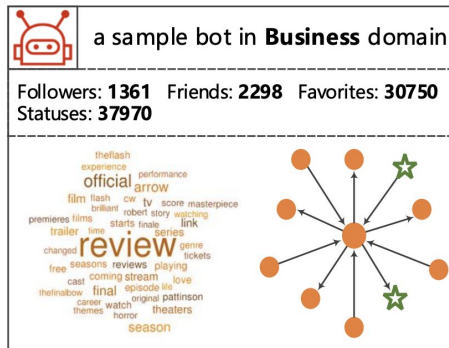 a sample bot in Business domain
Followers: 1361 Friends: 2298 Favorites: 30750
Statuses: 37970
theflash
experience performance
official arrow
film flash cw tv score masterpiece
brilliant robert story watching
premieres films starts finale link
trailer time series
changed review genre
tickets
free seasons reviews playing
cast coming stream love
thefinalbow final episode life
career watch original pattinson
themes horror theaters
season